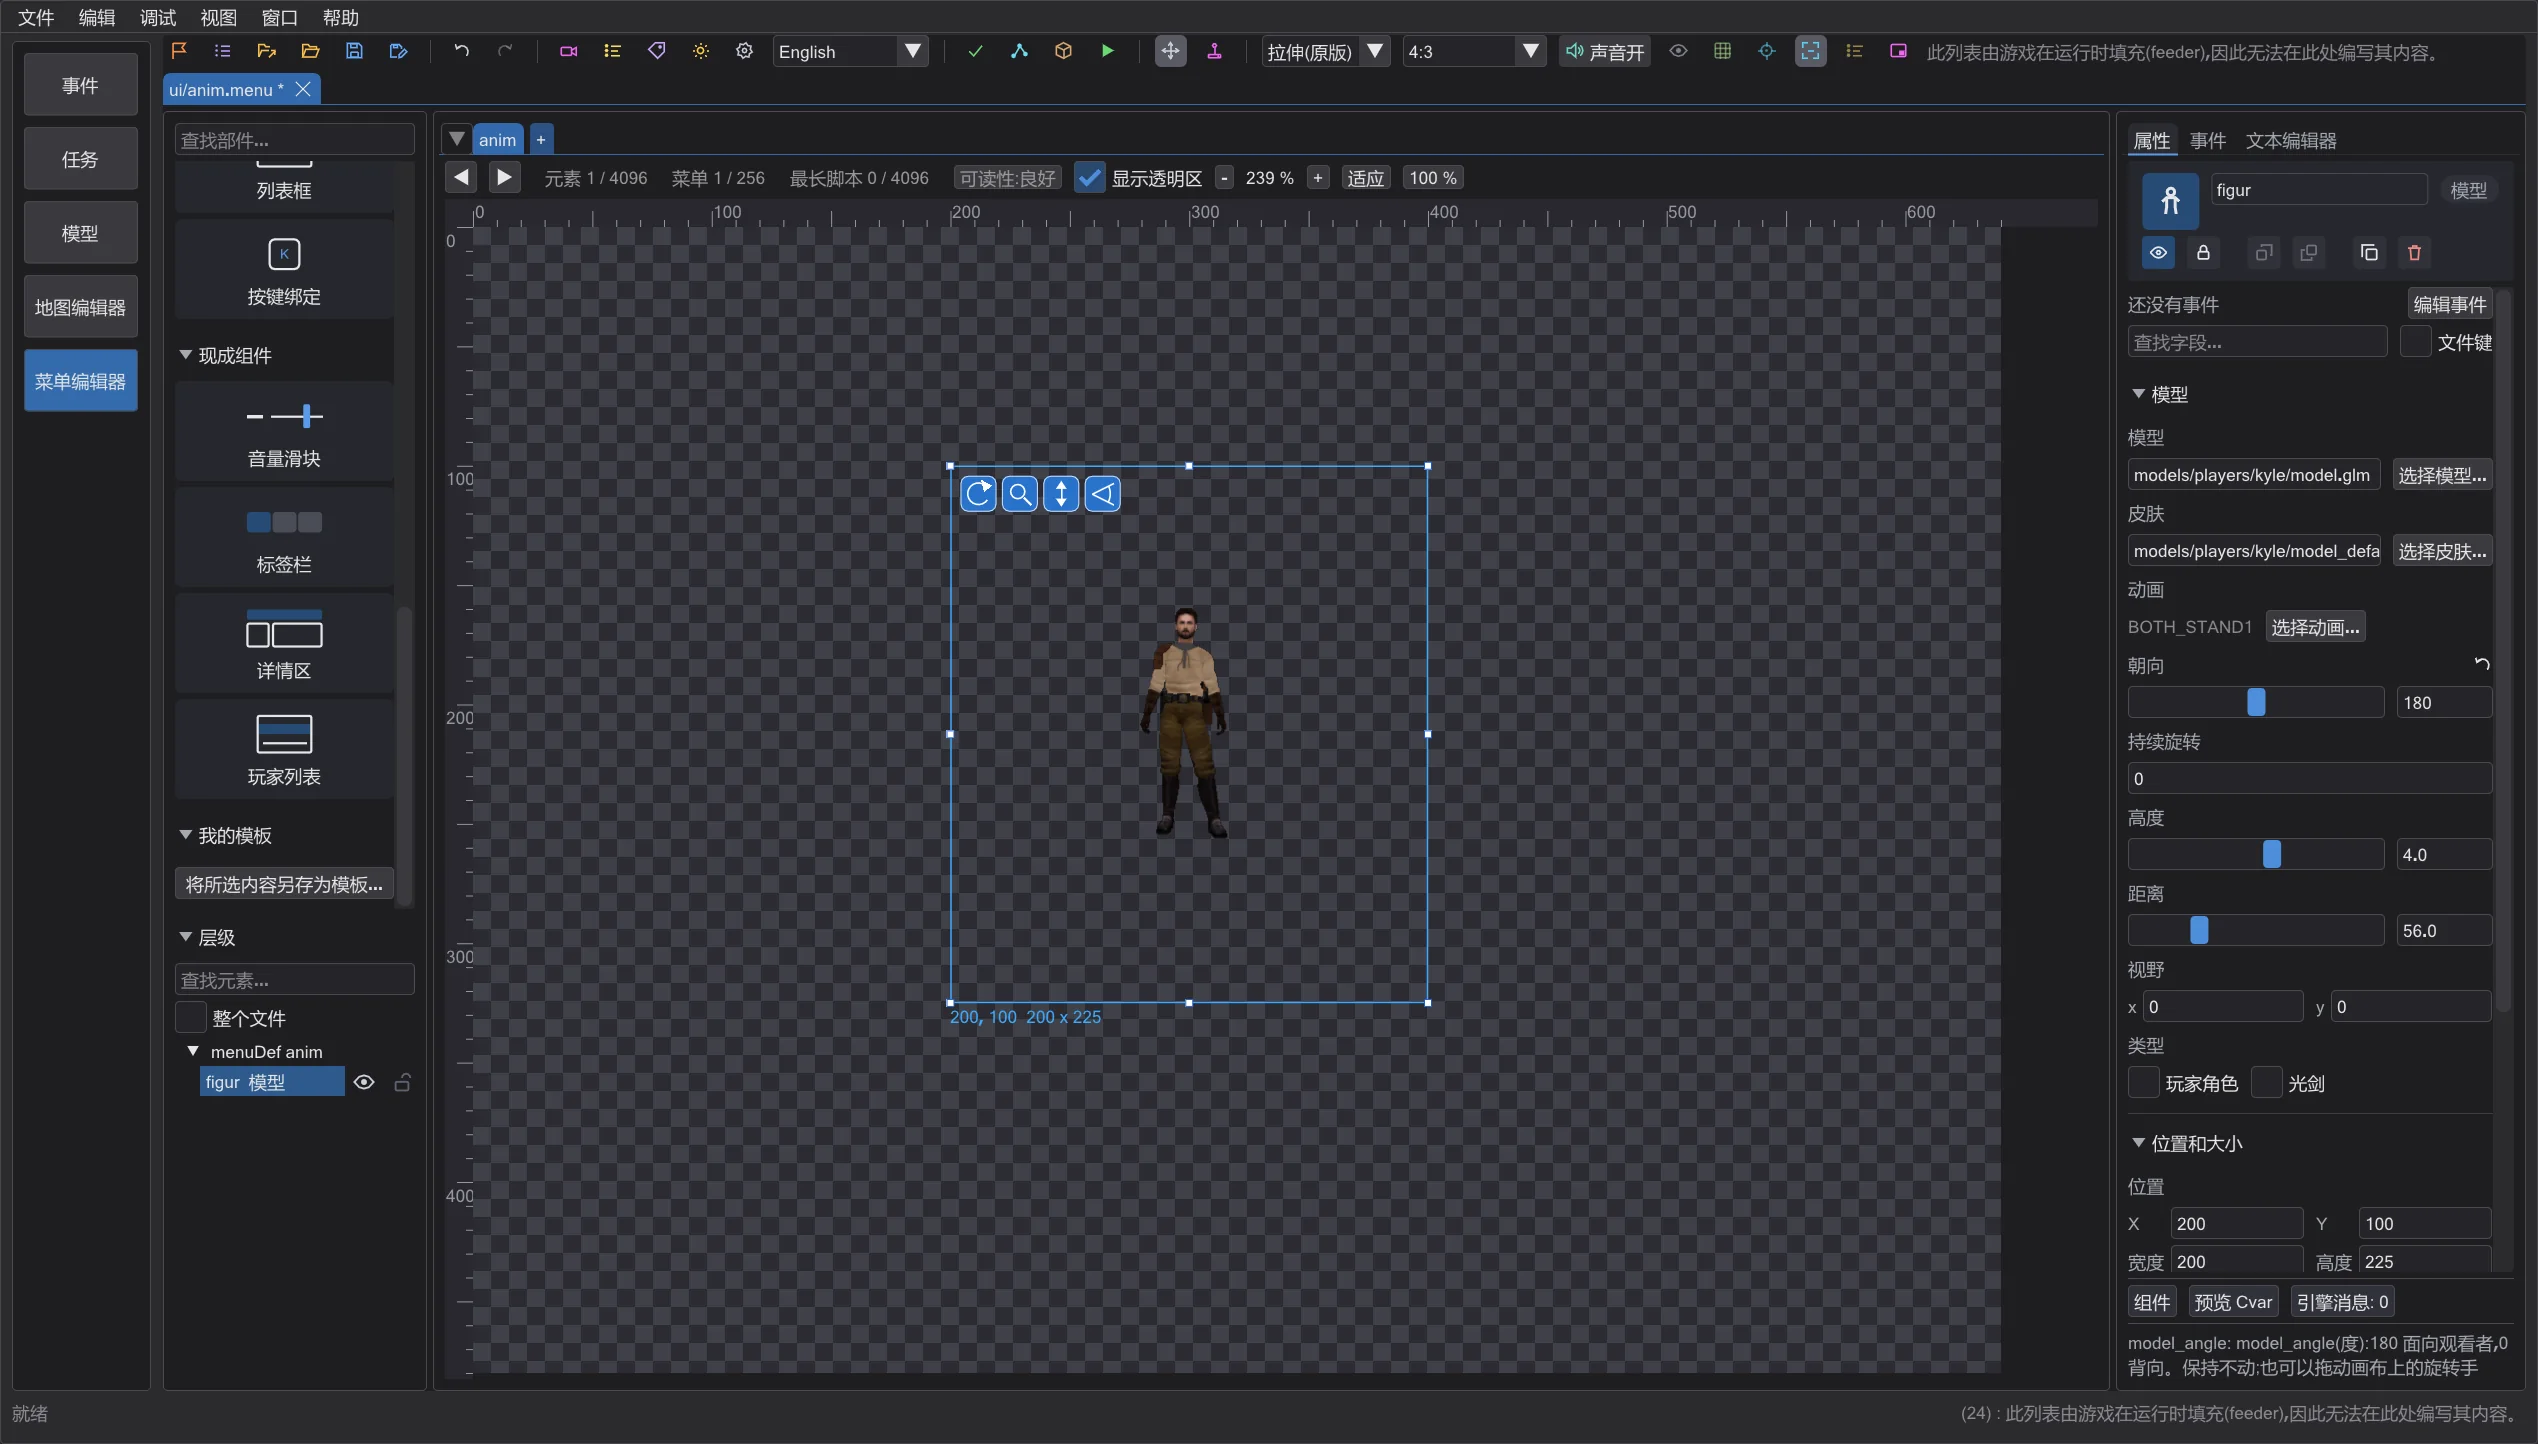 文件 编辑 调试 视图 窗口 帮助
English 拉伸(原版) 4:3 声音开 此列表由游戏在运行时填充(feeder),因此无法在此处编写其内容。
事件
任务
模型
地图编辑器
菜单编辑器
ui/anim.menu *
查找部件...
列表框
K
按键绑定
现成组件
音量滑块
标签栏
详情区
玩家列表
我的模板
将所选内容另存为模板...
层级
查找元素...
整个文件
menuDef anim
figur 模型
anim +
元素 1 / 4096 菜单 1 / 256 最长脚本 0 / 4096 可读性:良好 显示透明区 - 239 % + 适应 100 %
0 100 200 300 400 500 600
0
100
200
300
400
200, 100 200 x 225
属性 事件 文本编辑器
figur 模型
还没有事件 编辑事件
查找字段... 文件键
模型
模型
models/players/kyle/model.glm 选择模型...
皮肤
models/players/kyle/model_defa 选择皮肤...
动画
BOTH_STAND1 选择动画...
朝向
180
持续旋转
0
高度
4.0
距离
56.0
视野
x 0 y 0
类型
玩家角色 光剑
位置和大小
位置
X 200 Y 100
宽度 200 高度 225
组件 预览 Cvar 引擎消息: 0
model_angle: model_angle(度):180 面向观看者,0
背向。保持不动;也可以拖动画布上的旋转手
就绪 (24) : 此列表由游戏在运行时填充(feeder),因此无法在此处编写其内容。